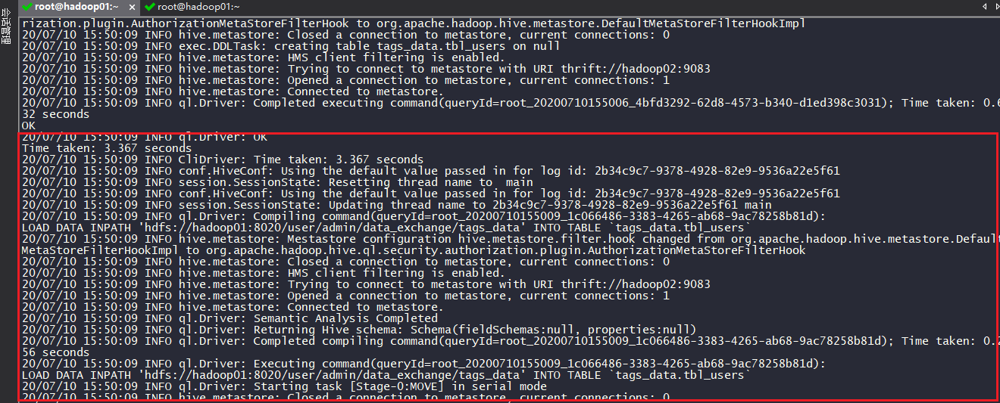 root@hadoop01:~ × root@hadoop01:~
会话管理
rization.plugin.AuthorizationMetaStoreFilterHook to org.apache.hadoop.hive.metastore.DefaultMetaStoreFilterHookImpl
20/07/10 15:50:09 INFO hive.metastore: Closed a connection to metastore, current connections: 0
20/07/10 15:50:09 INFO exec.DDLTask: creating table tags_data.tbl_users on null
20/07/10 15:50:09 INFO hive.metastore: HMS client filtering is enabled.
20/07/10 15:50:09 INFO hive.metastore: Trying to connect to metastore with URI thrift://hadoop02:9083
20/07/10 15:50:09 INFO hive.metastore: Opened a connection to metastore, current connections: 1
20/07/10 15:50:09 INFO hive.metastore: Connected to metastore.
20/07/10 15:50:09 INFO ql.Driver: Completed executing command(queryId=root_20200710155006_4bfd3292-62d8-4573-b340-d1ed398c3031); Time taken: 0.6
32 seconds
OK
20/07/10 15:50:09 INFO ql.Driver: OK
Time taken: 3.367 seconds
20/07/10 15:50:09 INFO CliDriver: Time taken: 3.367 seconds
20/07/10 15:50:09 INFO conf.HiveConf: Using the default value passed in for log id: 2b34c9c7-9378-4928-82e9-9536a22e5f61
20/07/10 15:50:09 INFO session.SessionState: Resetting thread name to  main
20/07/10 15:50:09 INFO conf.HiveConf: Using the default value passed in for log id: 2b34c9c7-9378-4928-82e9-9536a22e5f61
20/07/10 15:50:09 INFO session.SessionState: Updating thread name to 2b34c9c7-9378-4928-82e9-9536a22e5f61 main
20/07/10 15:50:09 INFO ql.Driver: Compiling command(queryId=root_20200710155009_1c066486-3383-4265-ab68-9ac78258b81d):
LOAD DATA INPATH 'hdfs://hadoop01:8020/user/admin/data_exchange/tags_data' INTO TABLE `tags_data.tbl_users`
20/07/10 15:50:09 INFO hive.metastore: Mestastore configuration hive.metastore.filter.hook changed from org.apache.hadoop.hive.metastore.Default
MetaStoreFilterHookImpl to org.apache.hadoop.hive.ql.security.authorization.plugin.AuthorizationMetaStoreFilterHook
20/07/10 15:50:09 INFO hive.metastore: Closed a connection to metastore, current connections: 0
20/07/10 15:50:09 INFO hive.metastore: HMS client filtering is enabled.
20/07/10 15:50:09 INFO hive.metastore: Trying to connect to metastore with URI thrift://hadoop02:9083
20/07/10 15:50:09 INFO hive.metastore: Opened a connection to metastore, current connections: 1
20/07/10 15:50:09 INFO hive.metastore: Connected to metastore.
20/07/10 15:50:09 INFO ql.Driver: Semantic Analysis Completed
20/07/10 15:50:09 INFO ql.Driver: Returning Hive schema: Schema(fieldSchemas:null, properties:null)
20/07/10 15:50:09 INFO ql.Driver: Completed compiling command(queryId=root_20200710155009_1c066486-3383-4265-ab68-9ac78258b81d); Time taken: 0.2
56 seconds
20/07/10 15:50:09 INFO ql.Driver: Executing command(queryId=root_20200710155009_1c066486-3383-4265-ab68-9ac78258b81d):
LOAD DATA INPATH 'hdfs://hadoop01:8020/user/admin/data_exchange/tags_data' INTO TABLE `tags_data.tbl_users`
20/07/10 15:50:09 INFO ql.Driver: Starting task [Stage-0:MOVE] in serial mode
20/07/10 15:50:09 INFO hive.metastore: Closed a connection to metastore, current connections: 0